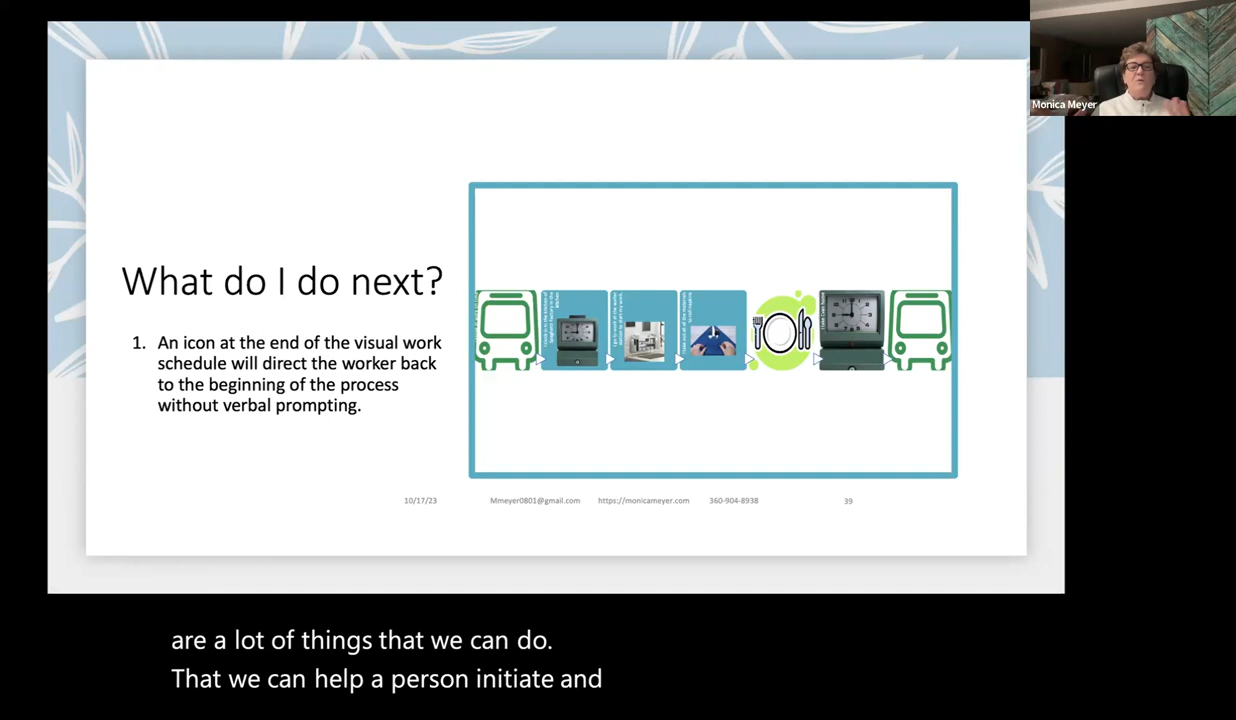 Monica Meyer
What do I do next?
1. An icon at the end of the visual work
schedule will direct the worker back
to the beginning of the process
without verbal prompting.
10/17/23 Mmeyer0801@gmail.com https://monicameyer.com 360-904-8938 39
are a lot of things that we can do.
That we can help a person initiate and